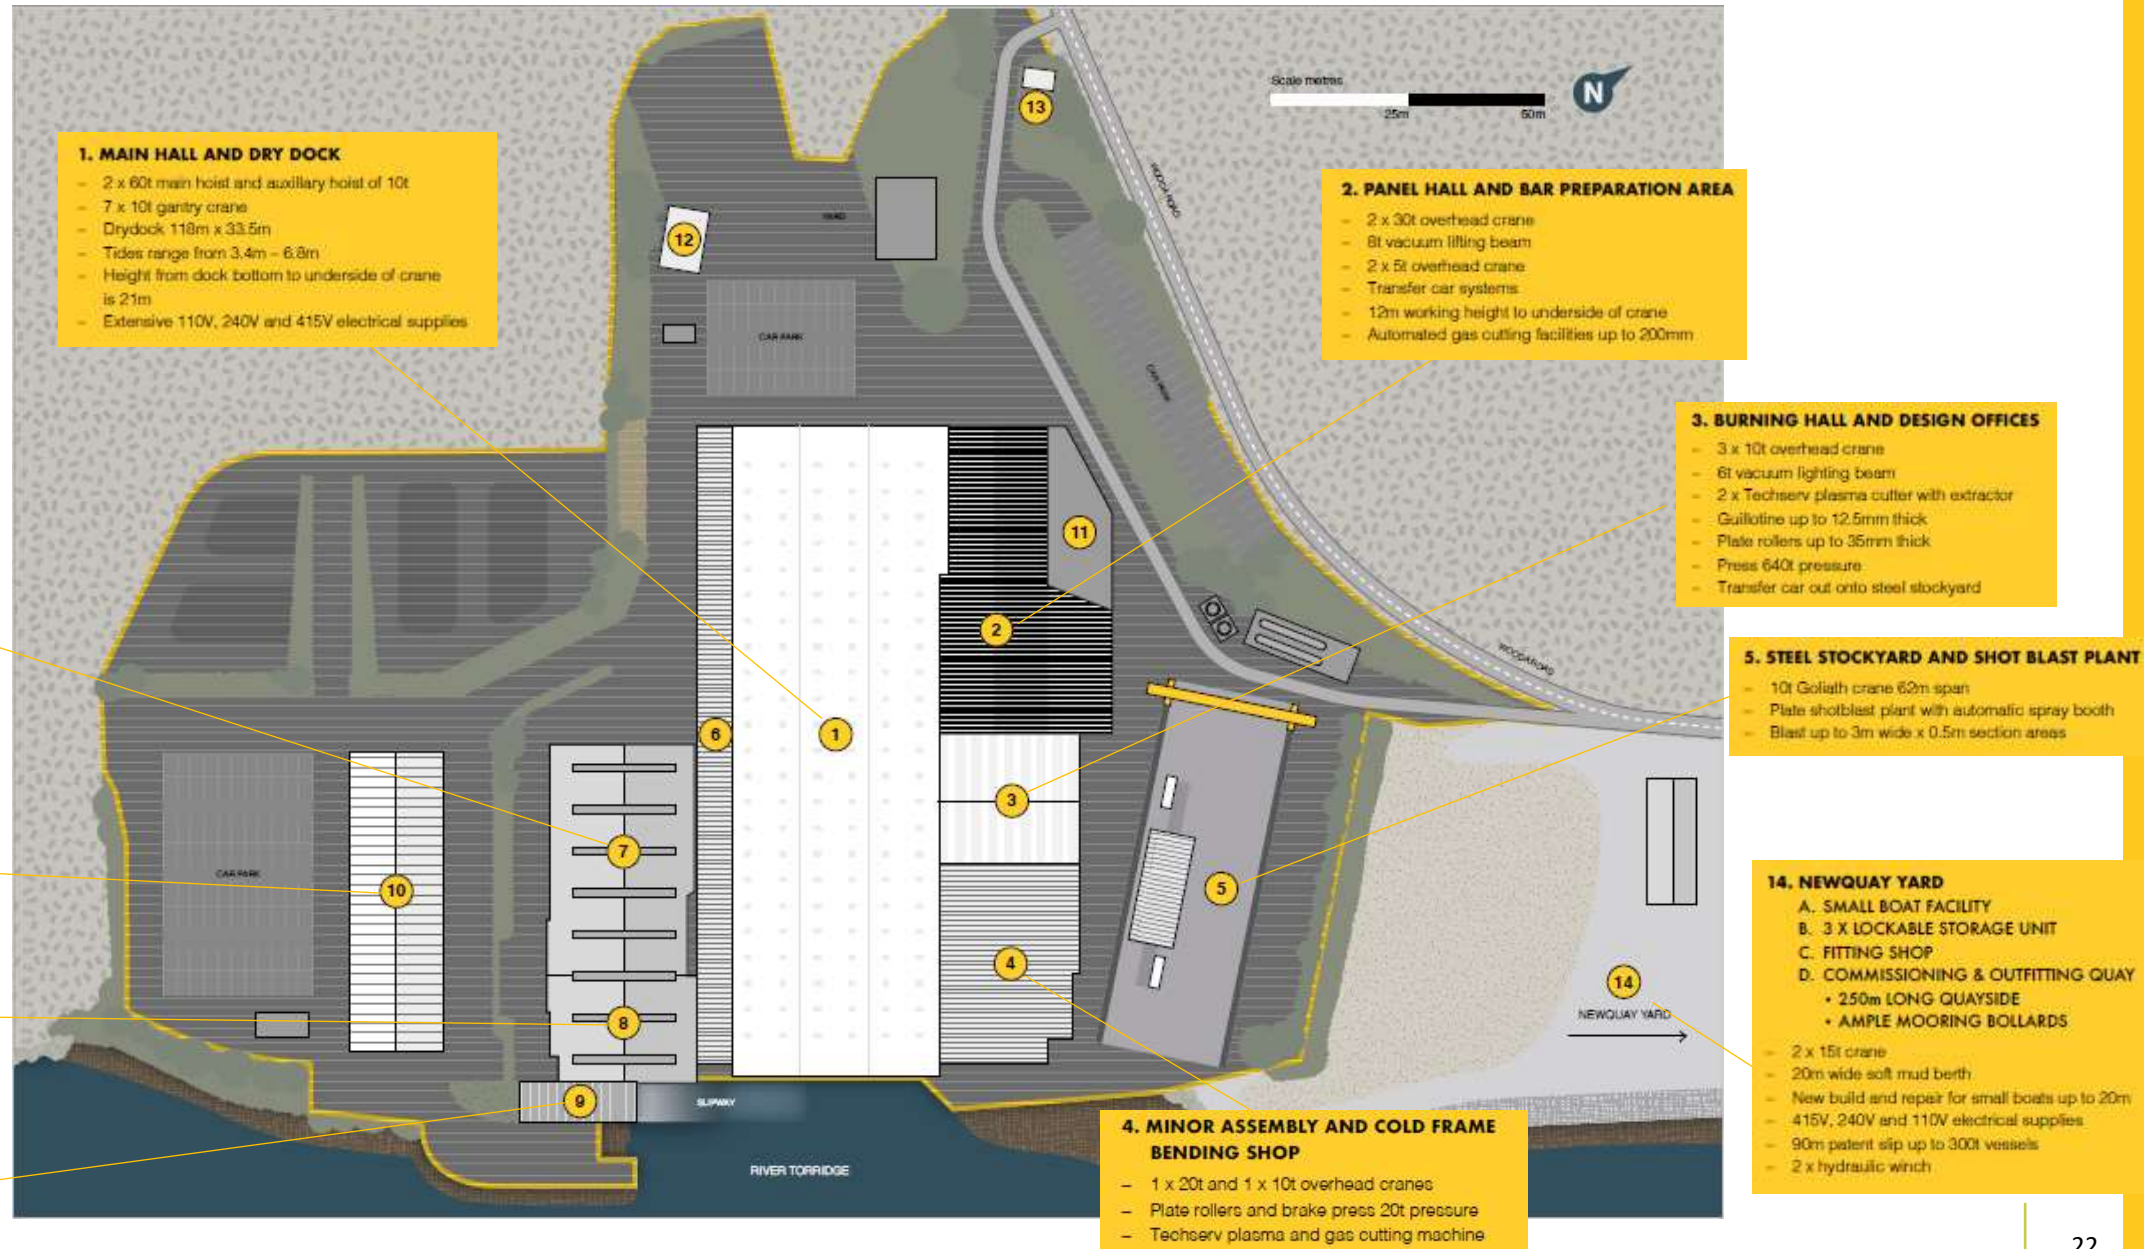 Scale metres
25m
50m
N
13
1. MAIN HALL AND DRY DOCK
– 2 x 60t main hoist and auxillary hoist of 10t
– 7 x 10t gantry crane
– Drydock 118m x 33.5m
– Tides range from 3.4m – 6.8m
– Height from dock bottom to underside of crane
is 21m
– Extensive 110V, 240V and 415V electrical supplies
2. PANEL HALL AND BAR PREPARATION AREA
– 2 x 30t overhead crane
– 8t vacuum lifting beam
– 2 x 5t overhead crane
– Transfer car systems
– 12m working height to underside of crane
– Automated gas cutting facilities up to 200mm
12
YARD
CAR PARK
CAR PARK
3. BURNING HALL AND DESIGN OFFICES
– 3 x 10t overhead crane
– 6t vacuum lighting beam
– 2 x Techserv plasma cutter with extractor
– Guillotine up to 12.5mm thick
– Plate rollers up to 35mm thick
– Press 640t pressure
– Transfer car out onto steel stockyard
11
2
5. STEEL STOCKYARD AND SHOT BLAST PLANT
– 10t Goliath crane 62m span
– Plate shotblast plant with automatic spray booth
– Blast up to 3m wide x 0.5m section areas
6
1
3
7
CAR PARK
10
5
4
8
14
NEWQUAY YARD
14. NEWQUAY YARD
A. SMALL BOAT FACILITY
B. 3 X LOCKABLE STORAGE UNIT
C. FITTING SHOP
D. COMMISSIONING & OUTFITTING QUAY
• 250m LONG QUAYSIDE
• AMPLE MOORING BOLLARDS
– 2 x 15t crane
– 20m wide soft mud berth
– New build and repair for small boats up to 20m
– 415V, 240V and 110V electrical supplies
– 90m patent slip up to 300t vessels
– 2 x hydraulic winch
9
SLIPWAY
RIVER TORRIDGE
4. MINOR ASSEMBLY AND COLD FRAME
BENDING SHOP
– 1 x 20t and 1 x 10t overhead cranes
– Plate rollers and brake press 20t pressure
– Techserv plasma and gas cutting machine
22